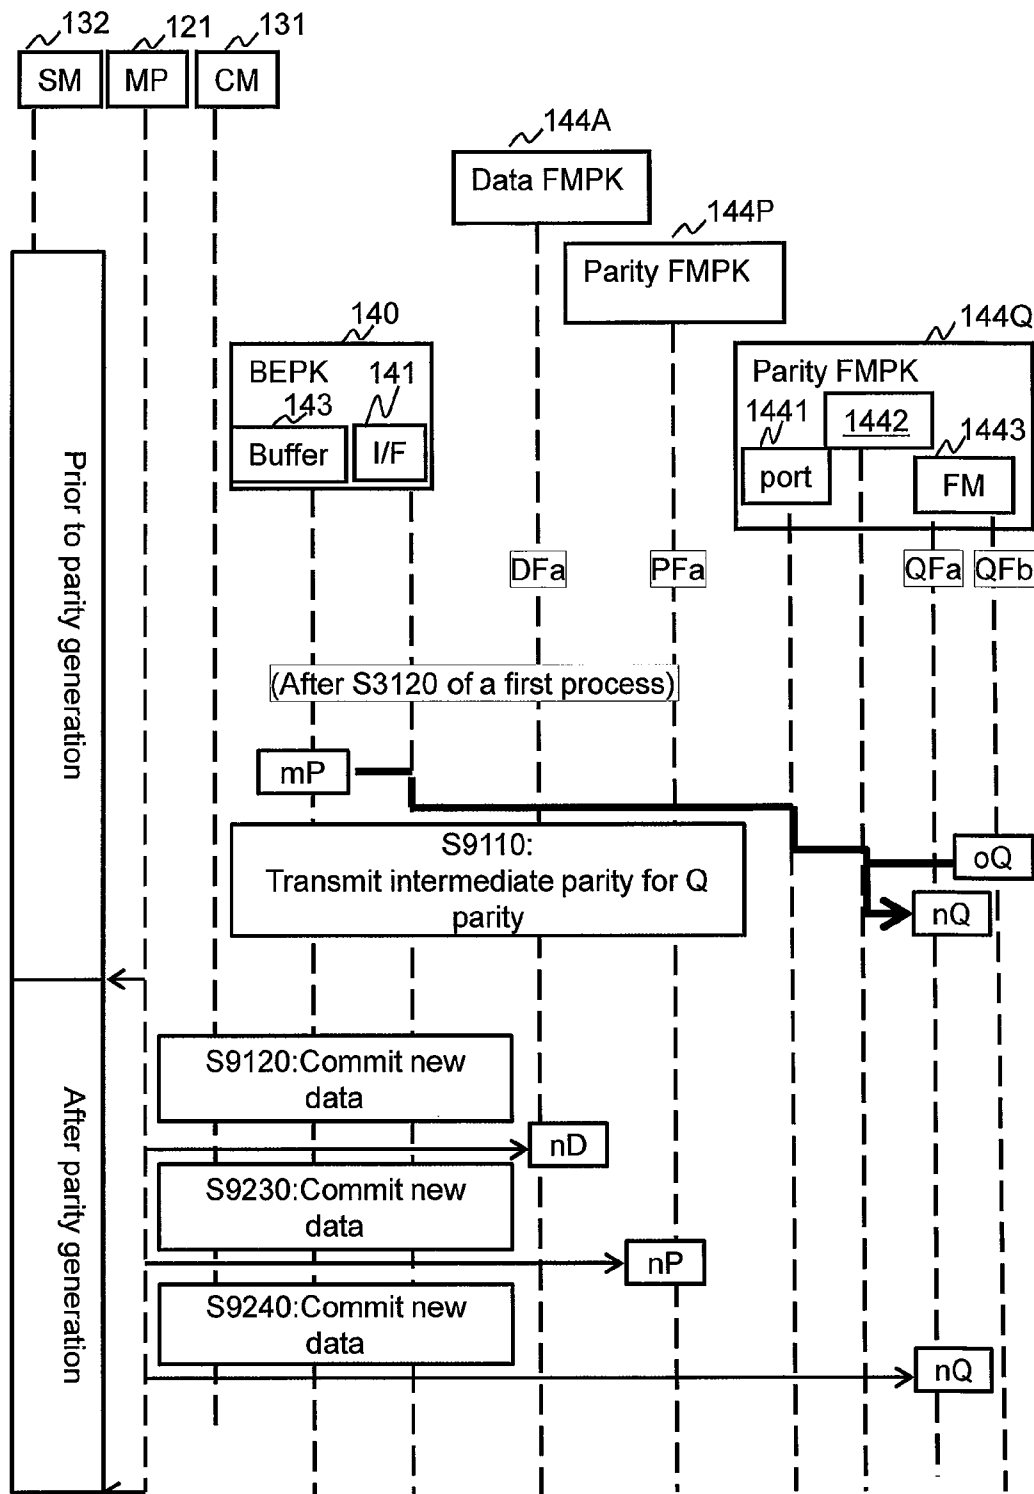 132
121
131
SM
MP
CM
144A
Data FMPK
144P
Parity FMPK
140
BEPK
141
143
Buffer
I/F
144Q
Parity FMPK
1441
1442
1443
port
FM
DFa
PFa
QFa
QFb
Prior to parity generation
(After S3120 of a first process)
mP
S9110:
Transmit intermediate parity for Q
parity
oQ
nQ
After parity generation
S9120:Commit new
data
nD
S9230:Commit new
data
nP
S9240:Commit new
data
nQ